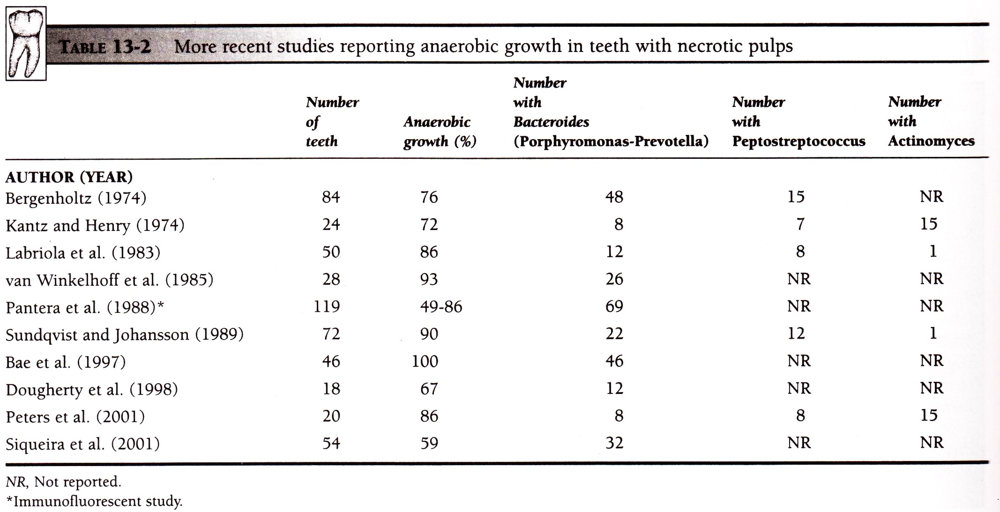 TABLE 13-2 More recent studies reporting anaerobic growth in teeth with necrotic pulps
Number of teeth
Anaerobic growth (%)
Number with Bacteroides (Porphyromonas-Prevotella)
Number with Peptostreptococcus
Number with Actinomyces
AUTHOR (YEAR)
Bergenholtz (1974) 84 76 48 15 NR
Kantz and Henry (1974) 24 72 8 7 15
Labriola et al. (1983) 50 86 12 8 1
van Winkelhoff et al. (1985) 28 93 26 NR NR
Pantera et al. (1988)* 119 49-86 69 NR NR
Sundqvist and Johansson (1989) 72 90 22 12 1
Bae et al. (1997) 46 100 46 NR NR
Dougherty et al. (1998) 18 67 12 NR NR
Peters et al. (2001) 20 86 8 8 15
Siqueira et al. (2001) 54 59 32 NR NR
NR, Not reported.
*Immunofluorescent study.